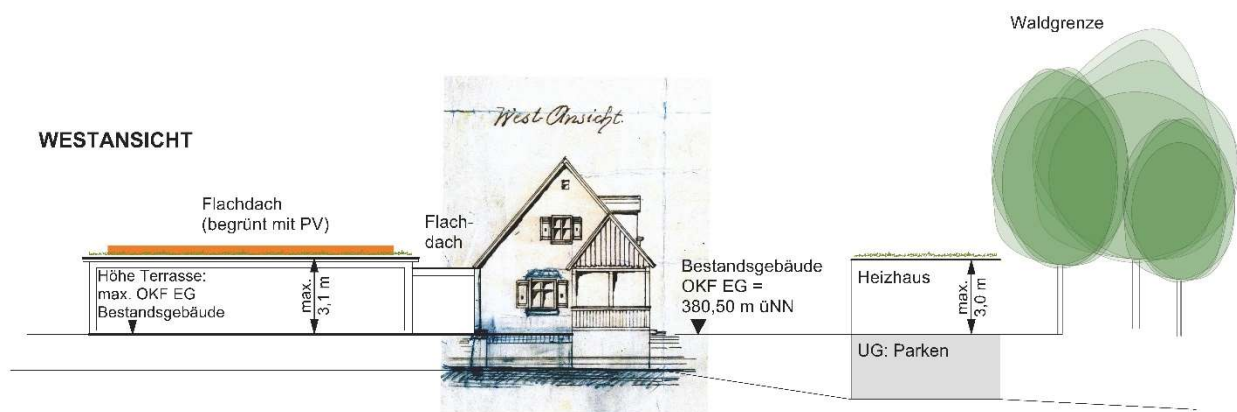 Waldgrenze
West-Ansicht.
WESTANSICHT
Flachdach
(begrünt mit PV)
Flach-
dach
Höhe Terrasse:
max. OKF EG
Bestandsgebäude
max.
3,1 m
Bestandsgebäude
OKF EG =
380,50 m üNN
Heizhaus
max.
3,0 m
UG: Parken